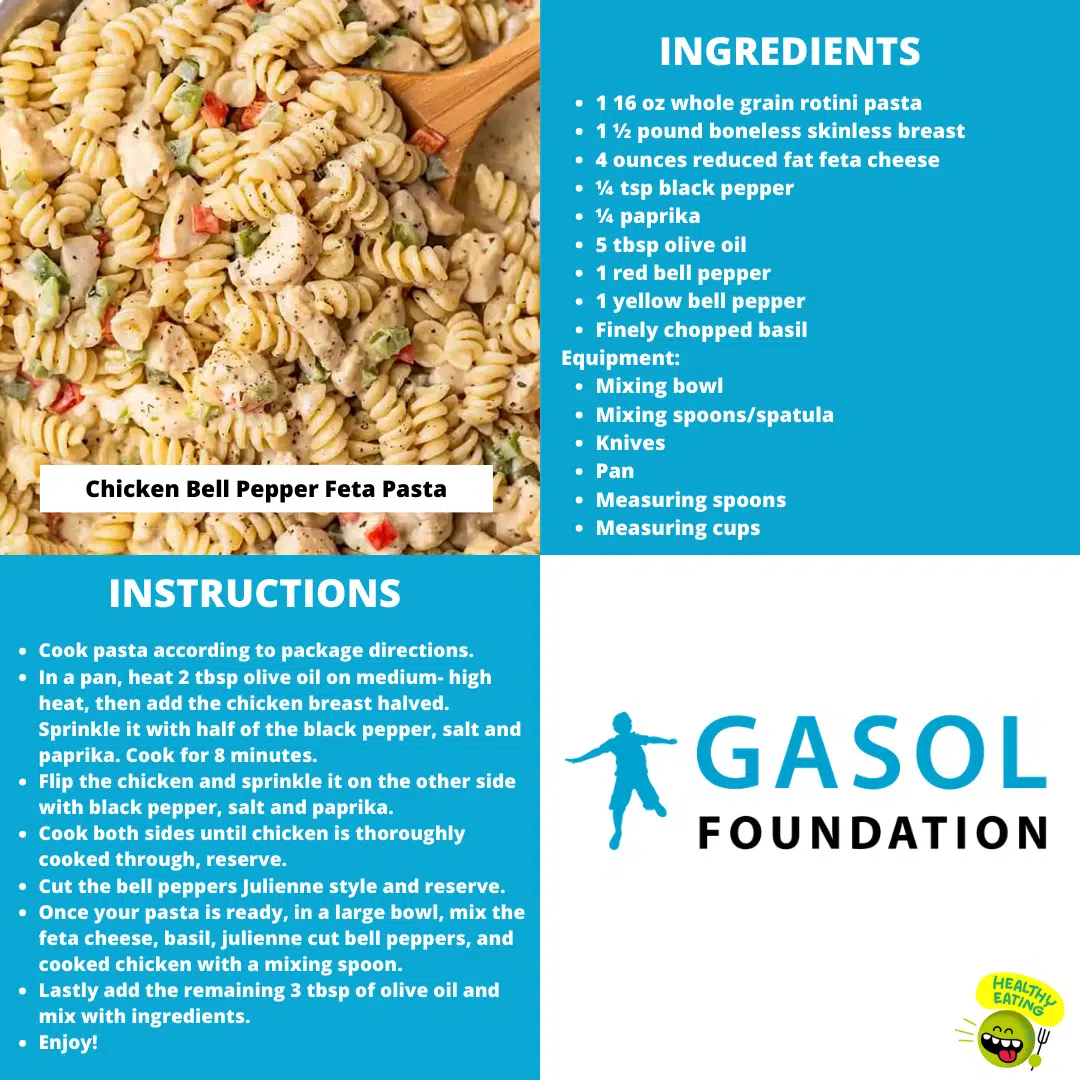 Chicken Bell Pepper Feta Pasta
INGREDIENTS
• 1 16 oz whole grain rotini pasta
• 1 ½ pound boneless skinless breast
• 4 ounces reduced fat feta cheese
• ¼ tsp black pepper
• ¼ paprika
• 5 tbsp olive oil
• 1 red bell pepper
• 1 yellow bell pepper
• Finely chopped basil
Equipment:
• Mixing bowl
• Mixing spoons/spatula
• Knives
• Pan
• Measuring spoons
• Measuring cups
INSTRUCTIONS
• Cook pasta according to package directions.
• In a pan, heat 2 tbsp olive oil on medium- high
heat, then add the chicken breast halved.
Sprinkle it with half of the black pepper, salt and
paprika. Cook for 8 minutes.
• Flip the chicken and sprinkle it on the other side
with black pepper, salt and paprika.
• Cook both sides until chicken is thoroughly
cooked through, reserve.
• Cut the bell peppers Julienne style and reserve.
• Once your pasta is ready, in a large bowl, mix the
feta cheese, basil, julienne cut bell peppers, and
cooked chicken with a mixing spoon.
• Lastly add the remaining 3 tbsp of olive oil and
mix with ingredients.
• Enjoy!
GASOL
FOUNDATION
HEALTHY
EATING